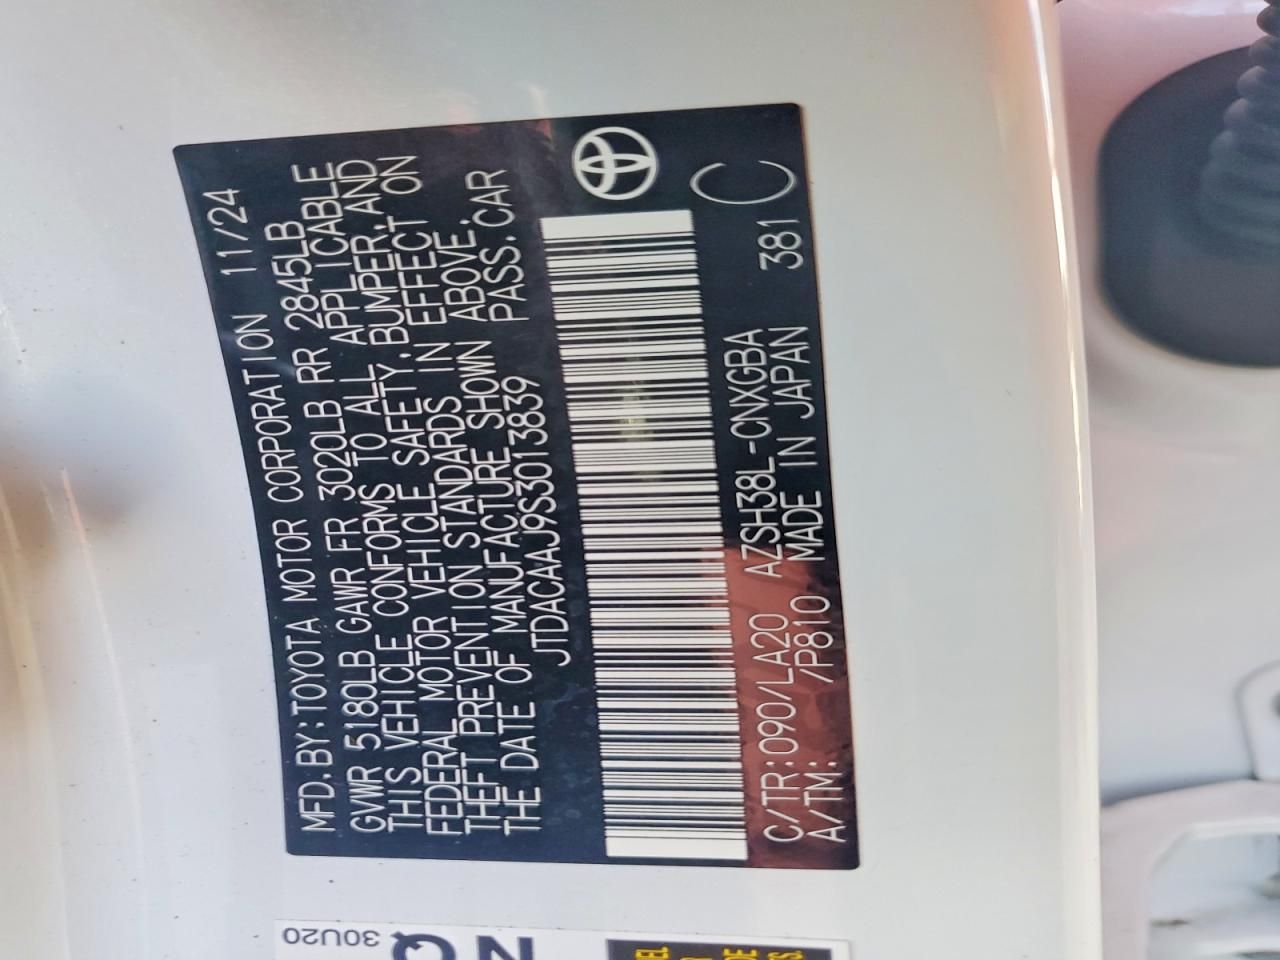 MFD.BY:TOYOTA MOTOR CORPORATION 11/24
GVWR 5180LB GAWR FR 3020LB RR 2845LB
THIS VEHICLE CONFORMS TO ALL APPLICABLE
FEDERAL MOTOR VEHICLE SAFETY,BUMPER,AND
THEFT PREVENTION STANDARDS IN EFFECT ON
THE DATE OF MANUFACTURE SHOWN ABOVE.
JTDACAAJ9S3013839 PASS.CAR
C/TR:090/LA20 AZSH38L-CNXGBA
A/TM: /P810 MADE IN JAPAN 381 C
30U20